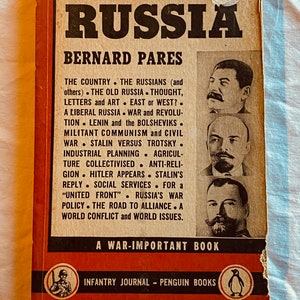 RUSSIA
BERNARD PARES
THE COUNTRY • THE RUSSIANS (and
others) • THE OLD RUSSIA • THOUGHT,
LETTERS and ART • EAST or WEST? •
A LIBERAL RUSSIA • WAR and REVOLU-
TION • LENIN and the BOLSHEVIKS •
MILITANT COMMUNISM and CIVIL
WAR • STALIN VERSUS TROTSKY •
INDUSTRIAL PLANNING • AGRICUL-
TURE COLLECTIVISED • ANTI-RELI-
GION • HITLER APPEARS • STALIN'S
REPLY • SOCIAL SERVICES • FOR a
"UNITED FRONT" • RUSSIA'S WAR
POLICY • THE ROAD TO ALLIANCE • A
WORLD CONFLICT and WORLD ISSUES.
A WAR-IMPORTANT BOOK
INFANTRY JOURNAL – PENGUIN BOOKS